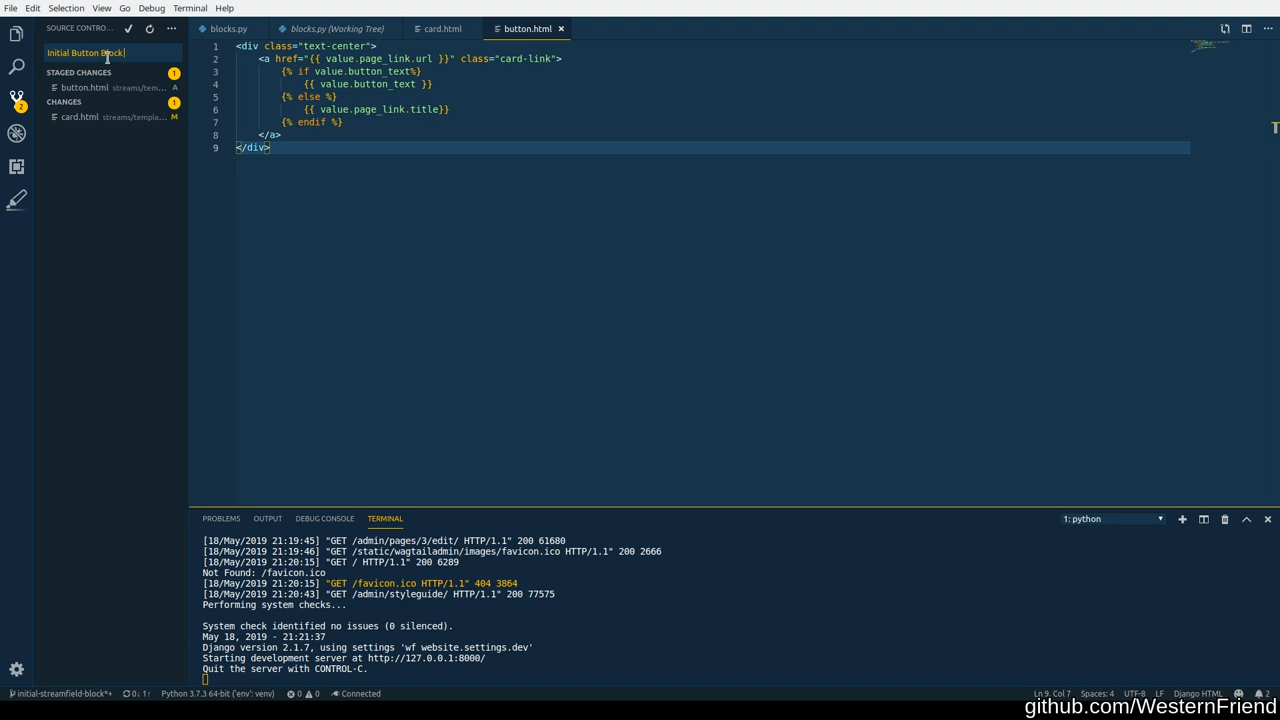 File Edit Selection View Go Debug Terminal Help
SOURCE CONTRO...
Initial Button Block
STAGED CHANGES 1
button.html streams/tem... A
CHANGES 1
card.html streams/templa... M
2
blocks.py blocks.py (Working Tree) card.html button.html
1 <div class="text-center">
2 <a href="{{ value.page_link.url }}" class="card-link">
3 {% if value.button_text%}
4 {{ value.button_text }}
5 {% else %}
6 {{ value.page_link.title}}
7 {% endif %}
8 </a>
9 </div>
PROBLEMS OUTPUT DEBUG CONSOLE TERMINAL 1: python
[18/May/2019 21:19:45] "GET /admin/pages/3/edit/ HTTP/1.1" 200 61680
[18/May/2019 21:19:46] "GET /static/wagtailadmin/images/favicon.ico HTTP/1.1" 200 2666
[18/May/2019 21:20:15] "GET / HTTP/1.1" 200 6289
Not Found: /favicon.ico
[18/May/2019 21:20:15] "GET /favicon.ico HTTP/1.1" 404 3864
[18/May/2019 21:20:43] "GET /admin/styleguide/ HTTP/1.1" 200 77575
Performing system checks...
System check identified no issues (0 silenced).
May 18, 2019 - 21:21:37
Django version 2.1.7, using settings 'wf website.settings.dev'
Starting development server at http://127.0.0.1:8000/
Quit the server with CONTROL-C.
initial-streamfield-block*+ 0↓ 1↑ Python 3.7.3 64-bit ('env': venv) 0 0 Connected Ln 9, Col 7 Spaces: 4 UTF-8 LF Django HTML 2
github.com/WesternFriend